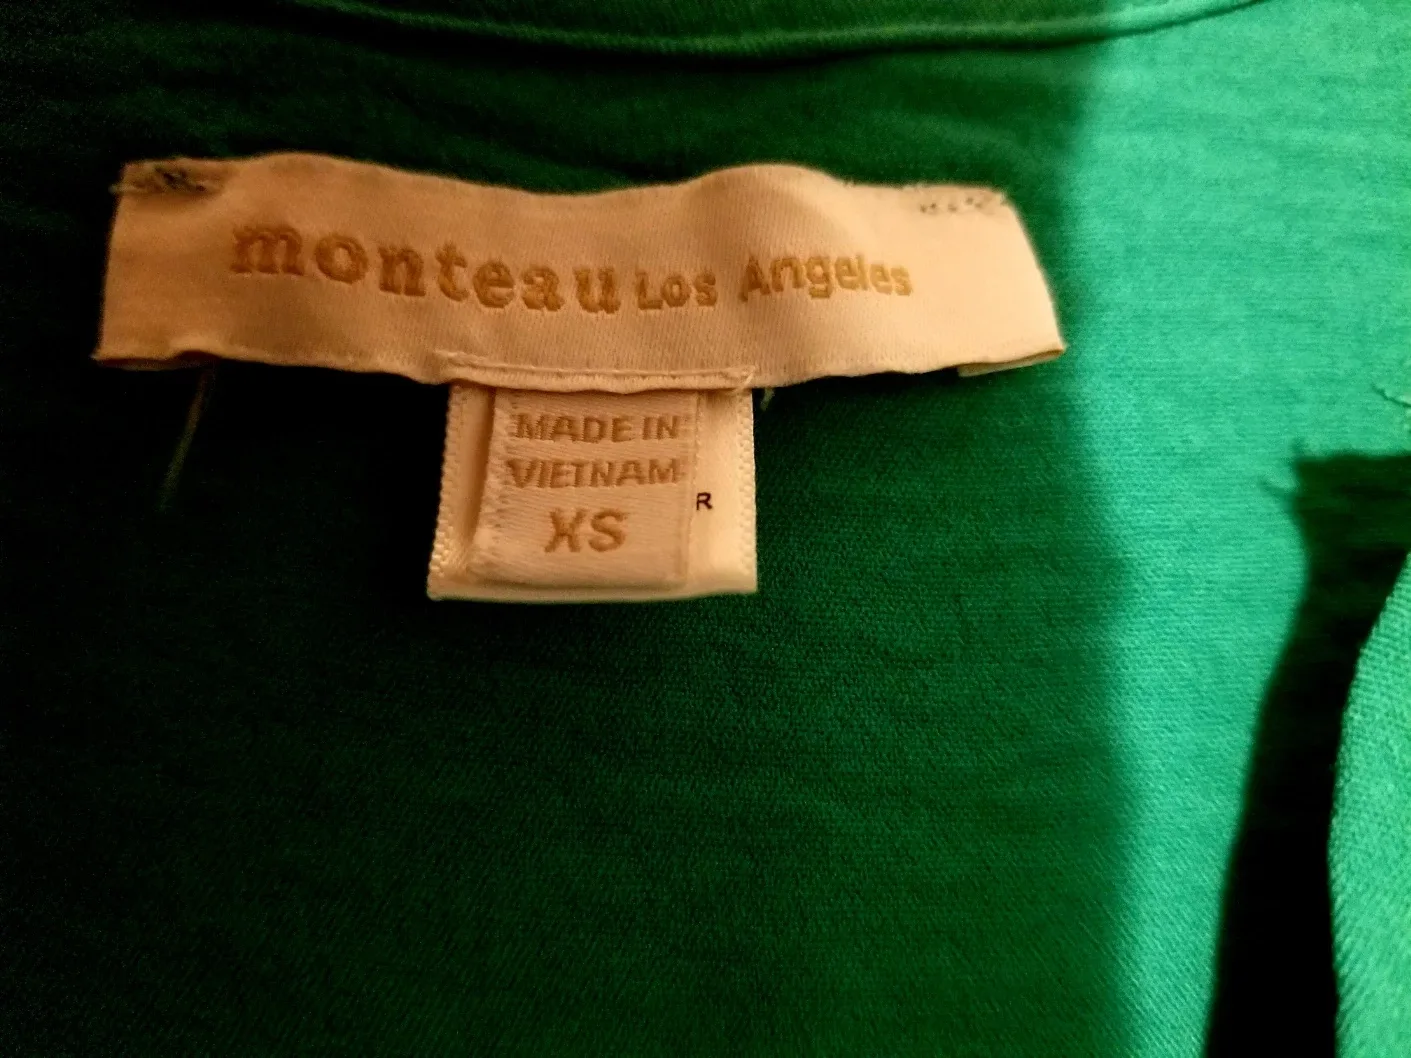 monteau Los Angeles
MADE IN
VIETNAM
R
XS